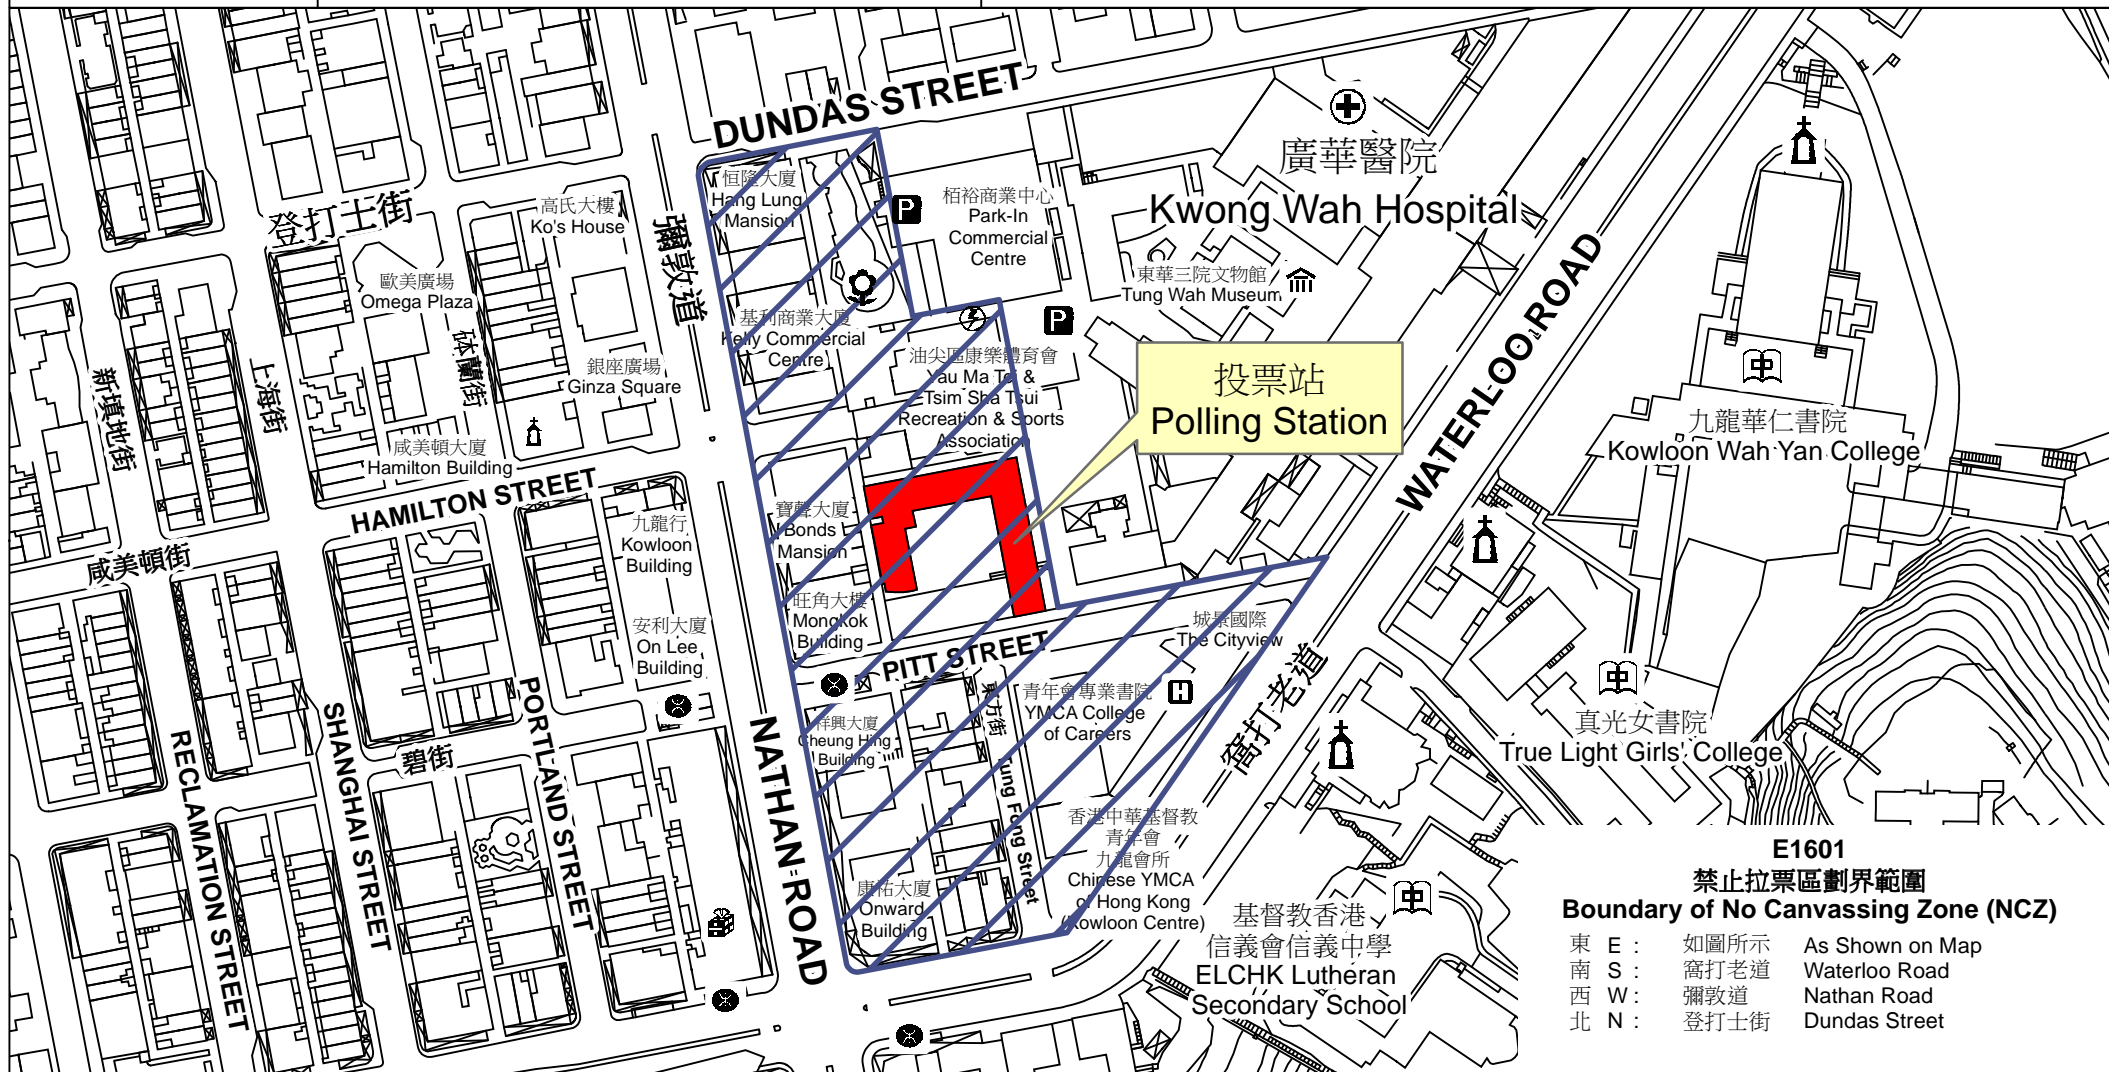 DUNDAS STREET
登打士街
恒隆大廈
Hang Lung
Mansion
高氏大樓
Ko's House
彌敦道
栢裕商業中心
Park-In
Commercial
Centre
P
廣華醫院
Kwong Wah Hospital
東華三院文物館
Tung Wah Museum
歐美廣場
Omega Plaza
砵蘭街
上海街
新填地街
銀座廣場
Ginza Square
基利商業大廈
Kelly Commercial
Centre
P
油尖區康樂體育會
Yau Ma Tei &
Tsim Sha Tsui
Recreation & Sports
Association
投票站
Polling Station
WATERLOO ROAD
中
九龍華仁書院
Kowloon Wah Yan College
咸美頓大廈
Hamilton Building
HAMILTON STREET
咸美頓街
九龍行
Kowloon
Building
寶聲大廈
Bonds
Mansion
旺角大樓
Mongkok
Building
安利大廈
On Lee
Building
PITT STREET
城景國際
The Cityview
窩打老道
東方街
Tung Fong Street
青年會專業書院
YMCA College
of Careers
H
中
真光女書院
True Light Girls' College
祥興大廈
Cheung Hing
Building
碧街
RECLAMATION STREET
SHANGHAI STREET
PORTLAND STREET
NATHAN ROAD
香港中華基督教
青年會
九龍會所
Chinese YMCA
of Hong Kong
(Kowloon Centre)
康祐大廈
Onward
Building
中
基督教香港
信義會信義中學
ELCHK Lutheran
Secondary School
E1601
禁止拉票區劃界範圍
Boundary of No Canvassing Zone (NCZ)
東 E : 如圖所示 As Shown on Map
南 S : 窩打老道 Waterloo Road
西 W : 彌敦道 Nathan Road
北 N : 登打士街 Dundas Street